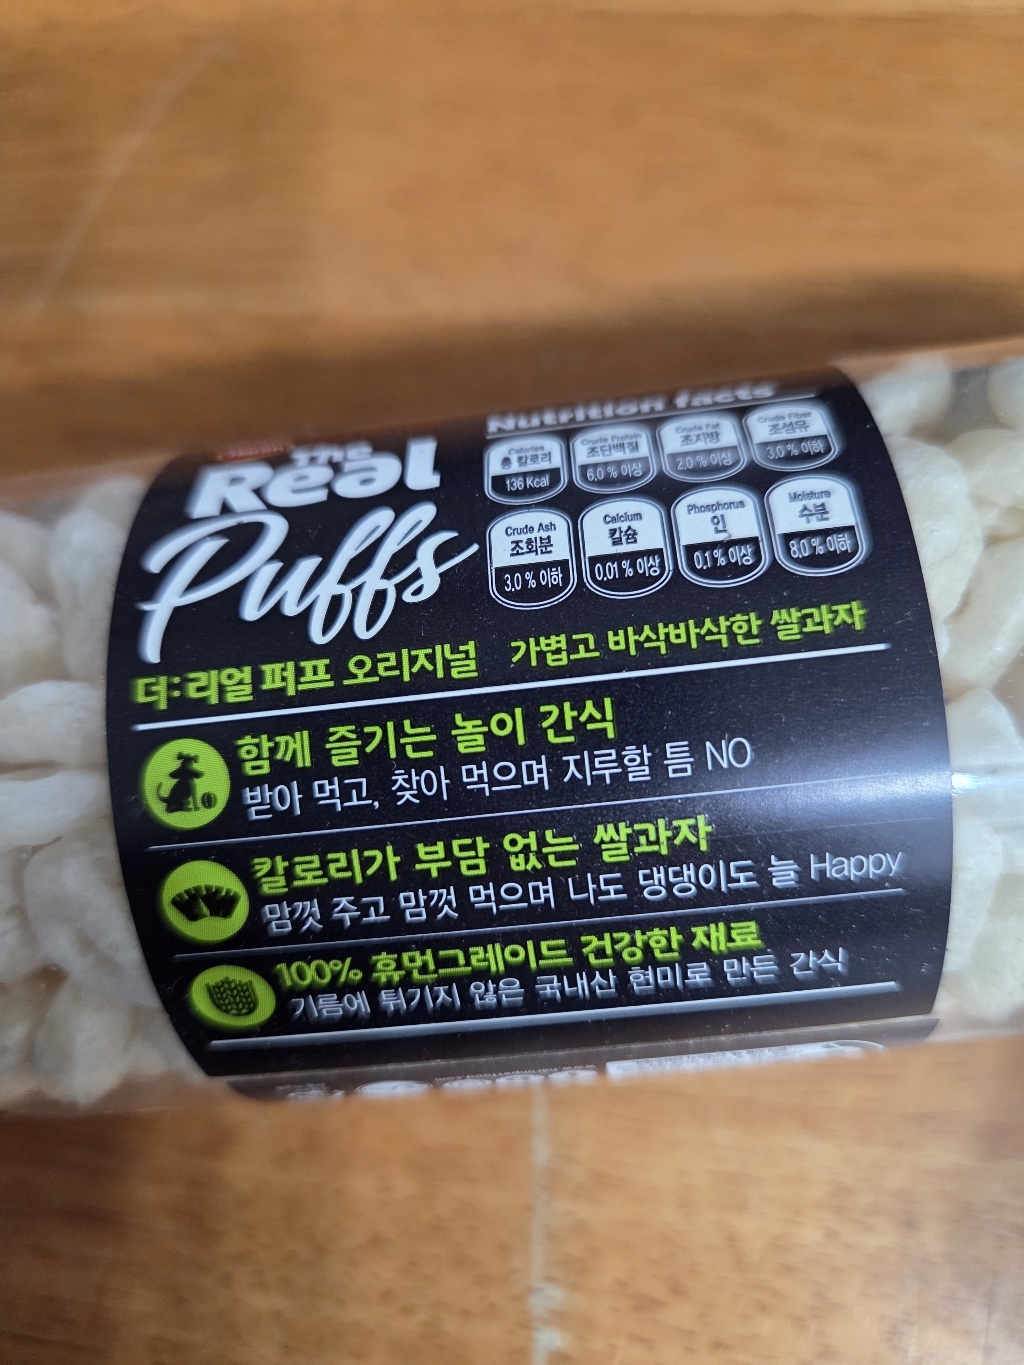 The
Real
Puffs
더:리얼 퍼프 오리지널 가볍고 바삭바삭한 쌀과자
Nutrition facts
Calories
총 칼로리
136 Kcal
Crude Protein
조단백질
6.0 % 이상
Crude Fat
조지방
2.0 % 이상
Crude Fiber
조섬유
3.0 % 이하
Crude Ash
조회분
3.0 % 이하
Calcium
칼슘
0.01 % 이상
Phosphorus
인
0.1 % 이상
Moisture
수분
8.0 % 이하
함께 즐기는 놀이 간식
받아 먹고, 찾아 먹으며 지루할 틈 NO
칼로리가 부담 없는 쌀과자
맘껏 주고 맘껏 먹으며 나도 댕댕이도 늘 Happy
100% 휴먼그레이드 건강한 재료
기름에 튀기지 않은 국내산 현미로 만든 간식